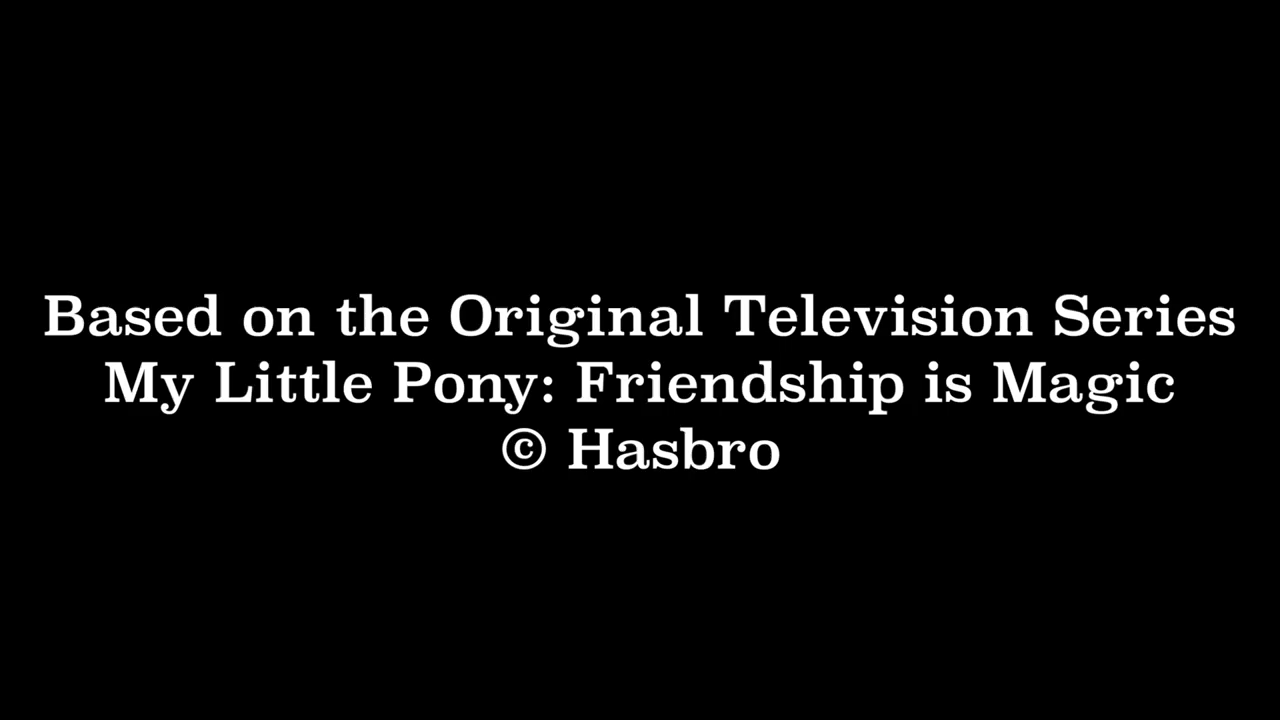 Based on the Original Television Series
My Little Pony: Friendship is Magic
© Hasbro